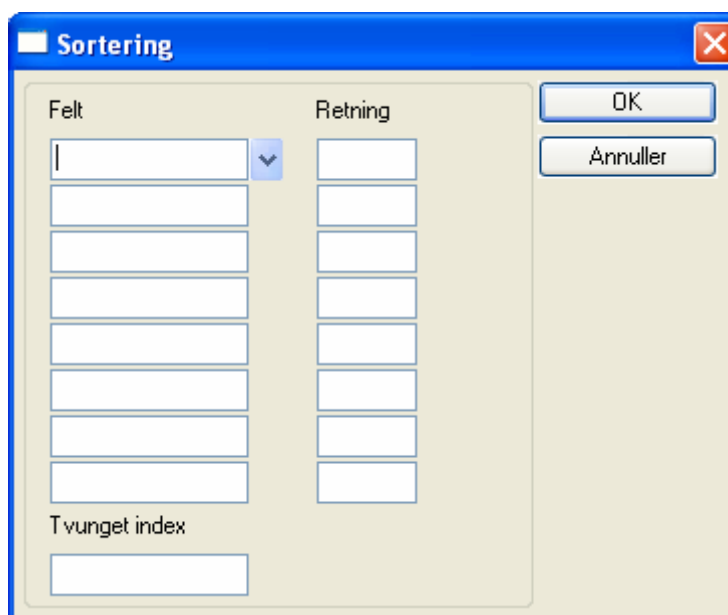 Sortering
Felt Retning
OK
Annuller
Tvunget index